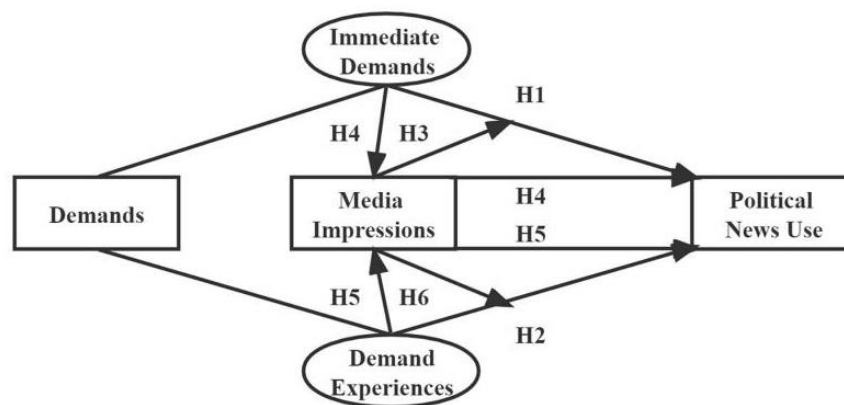 Immediate
Demands
H1
H4
H3
Demands
Media
Impressions
H4
H5
Political
News Use
H5
H6
H2
Demand
Experiences